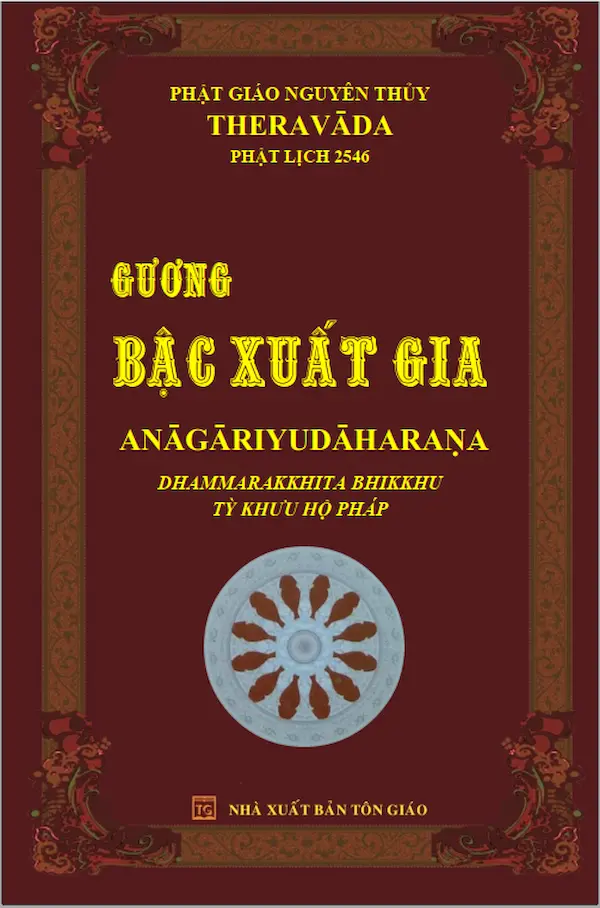 PHẬT GIÁO NGUYÊN THỦY
THERAVĀDA
PHẬT LỊCH 2546
GƯƠNG
BẬC XUẤT GIA
ANĀGĀRIYUDĀHARAṆA
DHAMMARAKKHITA BHIKKHU
TỲ KHƯU HỘ PHÁP
TG NHÀ XUẤT BẢN TÔN GIÁO